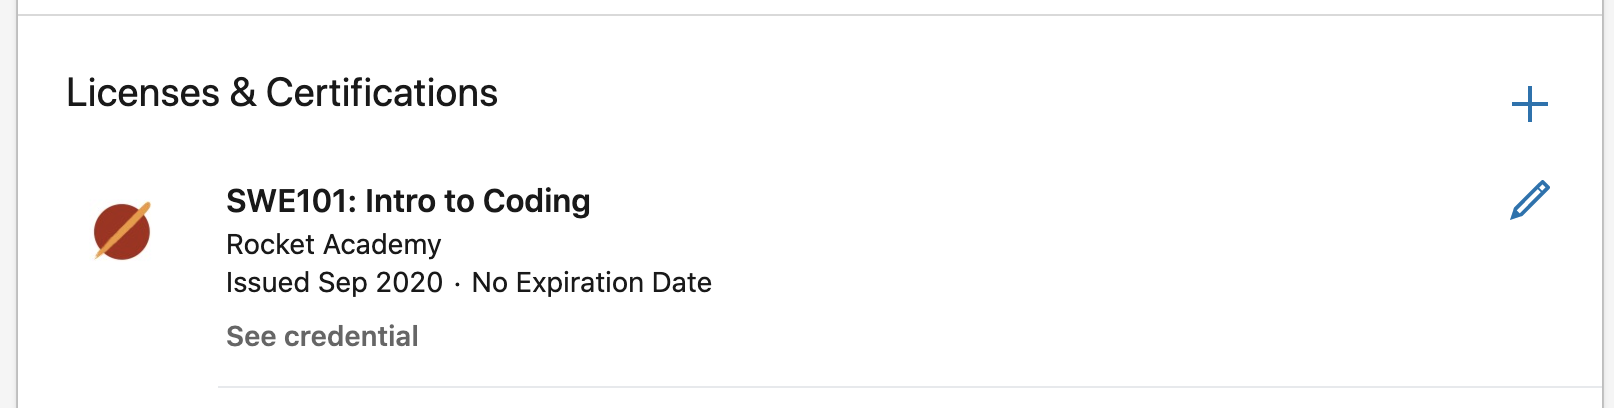 Licenses & Certifications
SWE101: Intro to Coding
Rocket Academy
Issued Sep 2020 · No Expiration Date
See credential